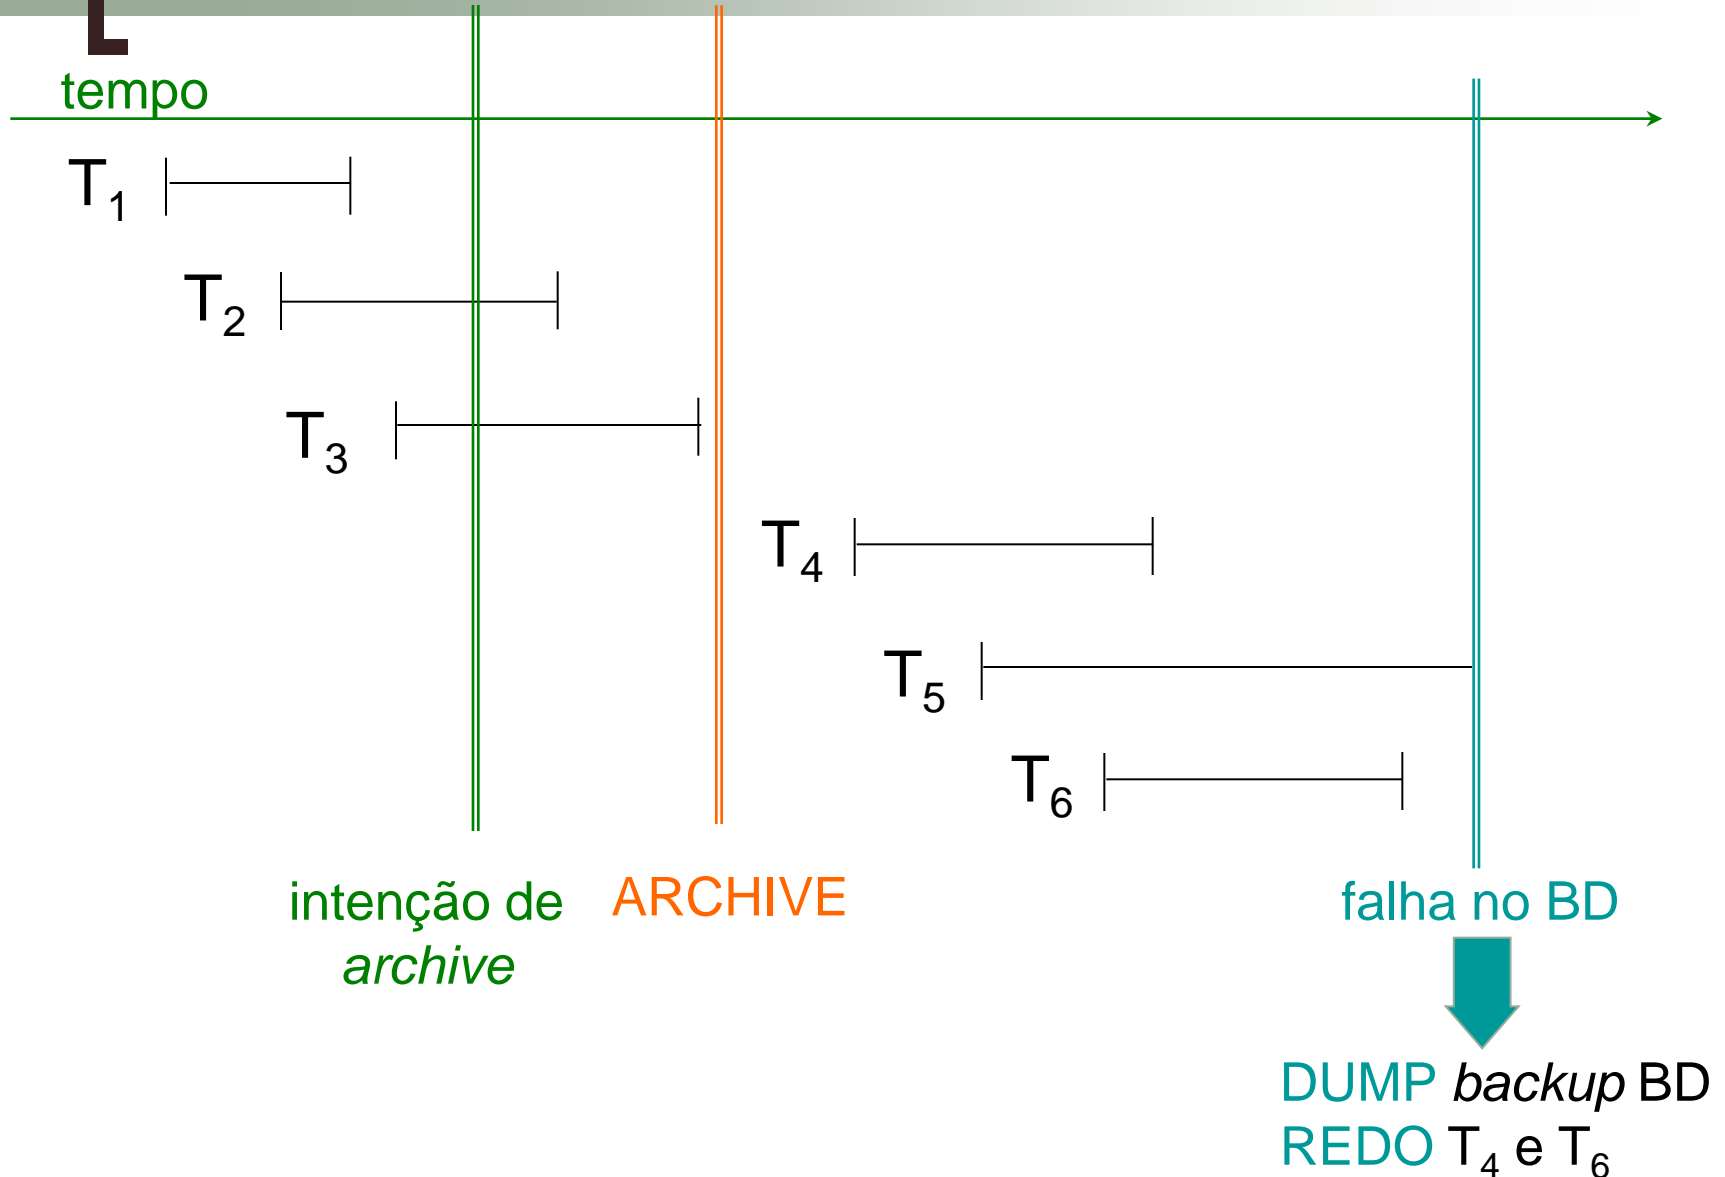 tempo
T1
T2
T3
T4
T5
T6
intenção de
archive
ARCHIVE
falha no BD
DUMP backup BD
REDO T4 e T6